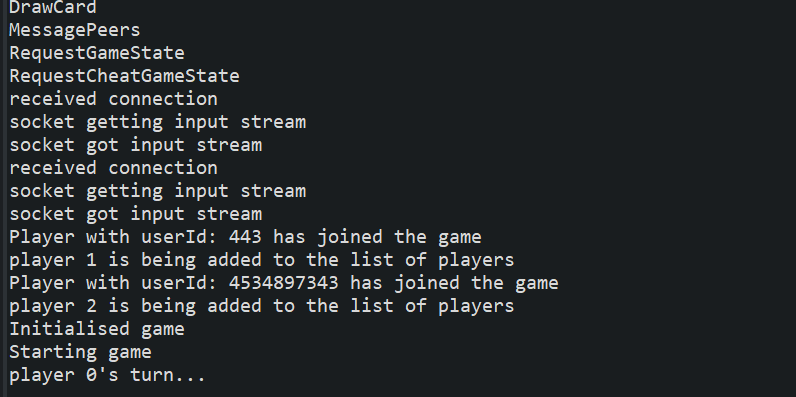 DrawCard
MessagePeers
RequestGameState
RequestCheatGameState
received connection
socket getting input stream
socket got input stream
received connection
socket getting input stream
socket got input stream
Player with userId: 443 has joined the game
player 1 is being added to the list of players
Player with userId: 4534897343 has joined the game
player 2 is being added to the list of players
Initialised game
Starting game
player 0's turn...